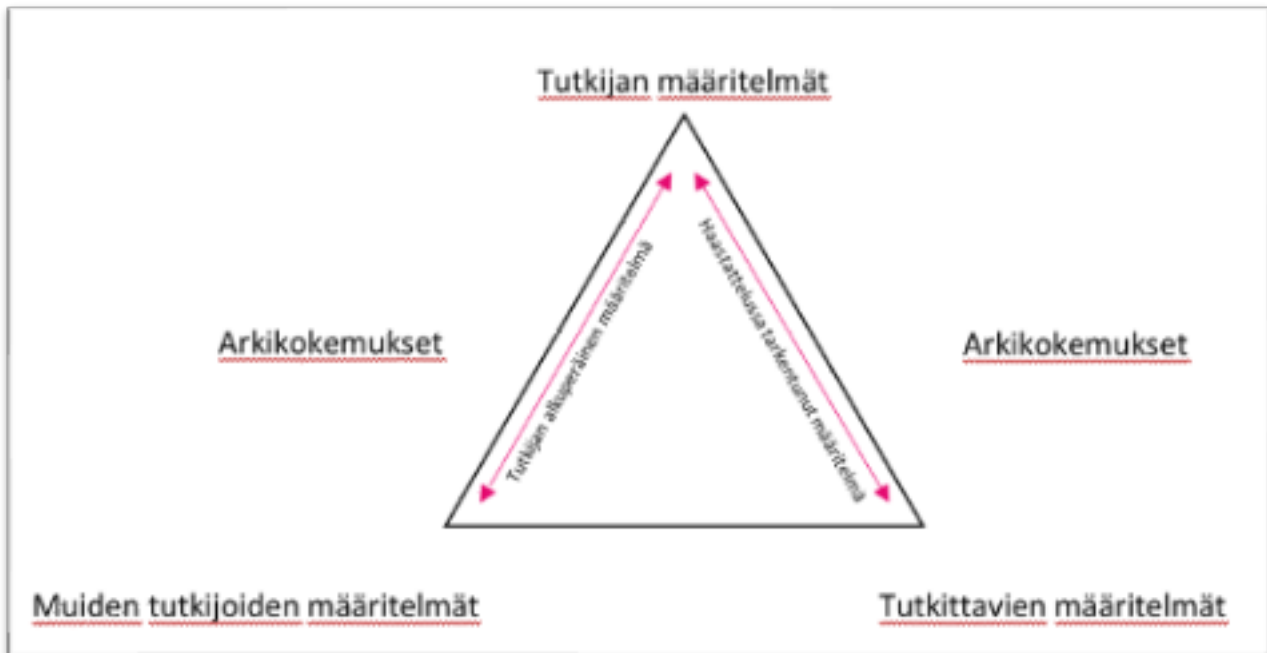 Tutkijan määritelmät
Tutkijan alkuperäinen määritelmä
Haastattelussa tarkentunut määritelmä
Arkikokemukset
Arkikokemukset
Muiden tutkijoiden määritelmät
Tutkittavien määritelmät